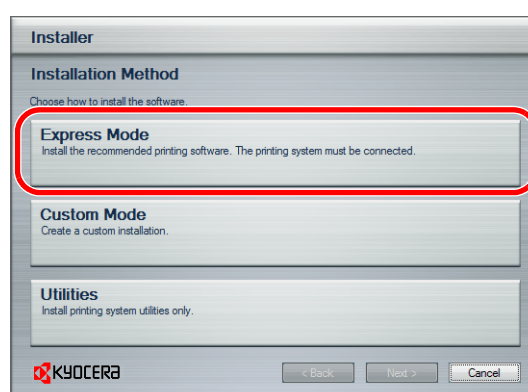 Installer
Installation Method
Choose how to install the software.
Express Mode
Install the recommended printing software. The printing system must be connected.
Custom Mode
Create a custom installation.
Utilities
Install printing system utilities only.
KYOCERA
< Back
Next >
Cancel